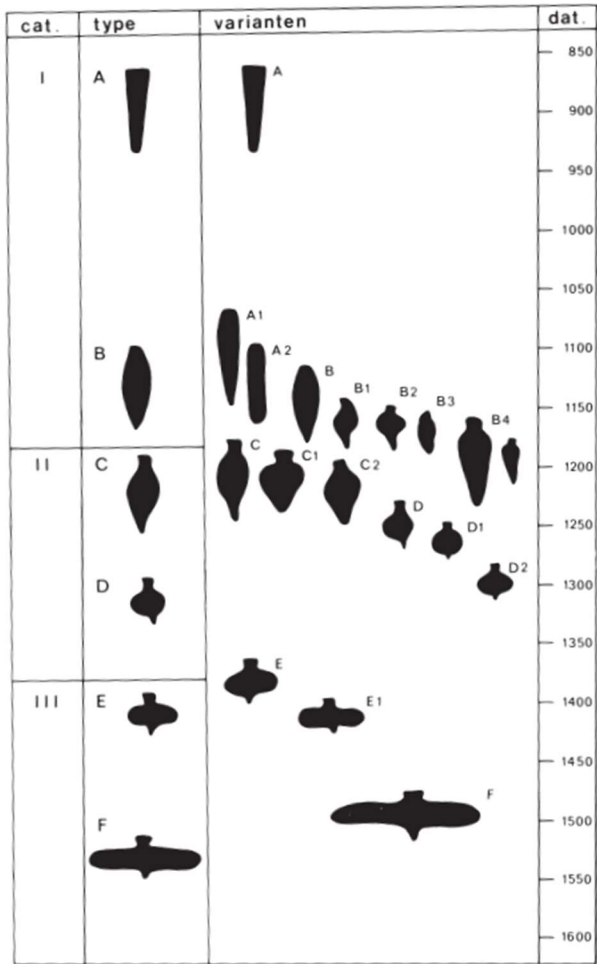 cat. type varianten dat.
850
I A A
900
950
1000
1050
A1
1100
A2
B
B
B1 B2 B3
1150
B4
II C C C1 C2
1200
D
1250
D1
D2
D
1300
1350
E
III E E1
1400
1450
F
1500
F
1550
1600